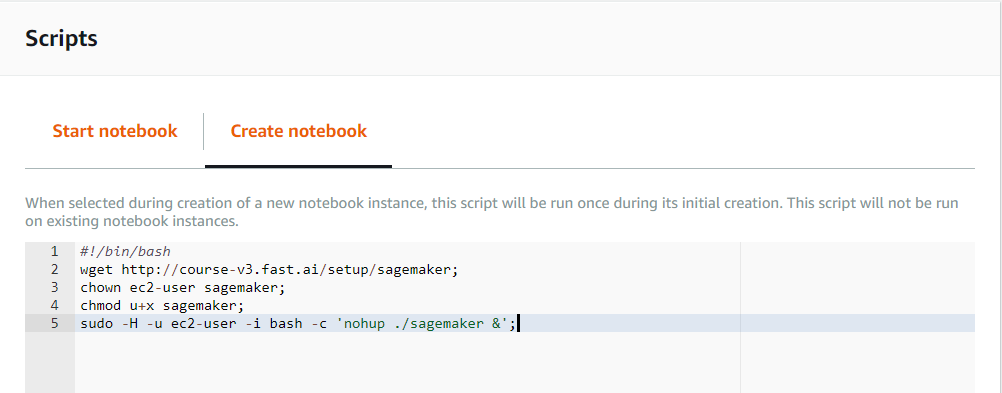 Scripts
Start notebook
Create notebook
When selected during creation of a new notebook instance, this script will be run once during its initial creation. This script will not be run
on existing notebook instances.
1 #!/bin/bash
2 wget http://course-v3.fast.ai/setup/sagemaker;
3 chown ec2-user sagemaker;
4 chmod u+x sagemaker;
5 sudo -H -u ec2-user -i bash -c 'nohup ./sagemaker &';